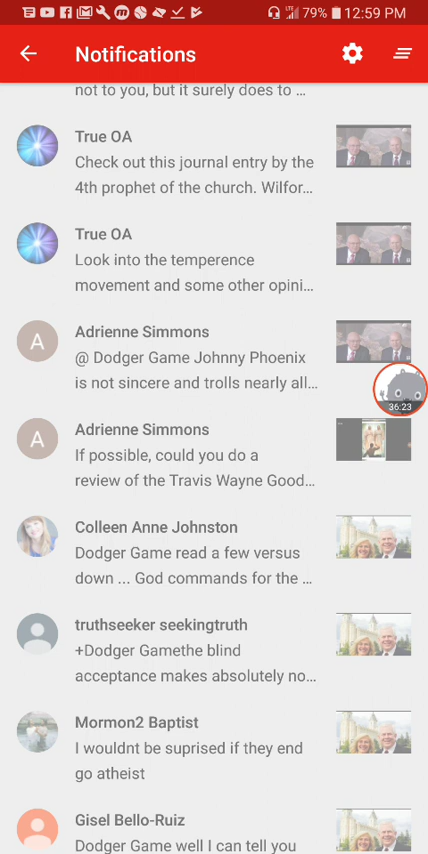 79% 12:59 PM
Notifications
not to you, but it surely does to ...
True OA
Check out this journal entry by the
4th prophet of the church. Wilfor...
True OA
Look into the temperence
movement and some other opini...
Adrienne Simmons
@ Dodger Game Johnny Phoenix
is not sincere and trolls nearly all...
A
36:23
Adrienne Simmons
If possible, could you do a
review of the Travis Wayne Good...
A
Colleen Anne Johnston
Dodger Game read a few versus
down ... God commands for the ...
truthseeker seekingtruth
+Dodger Gamethe blind
acceptance makes absolutely no...
Mormon2 Baptist
I wouldnt be suprised if they end
go atheist
Gisel Bello-Ruiz
Dodger Game well I can tell you